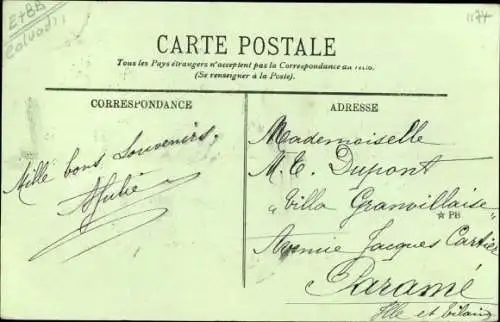 E+BB
Calvados
1174
CARTE POSTALE
Tous les Pays étrangers n'acceptent pas la Correspondance au recto.
(Se renseigner à la Poste).
CORRESPONDANCE
Mille bons souvenirs,
ADRESSE
Mademoiselle
M. E. Dupont
Villa Granvillaise
★ PB
Avenue Jacques Cartier
Paramé
Ille et Vilaine